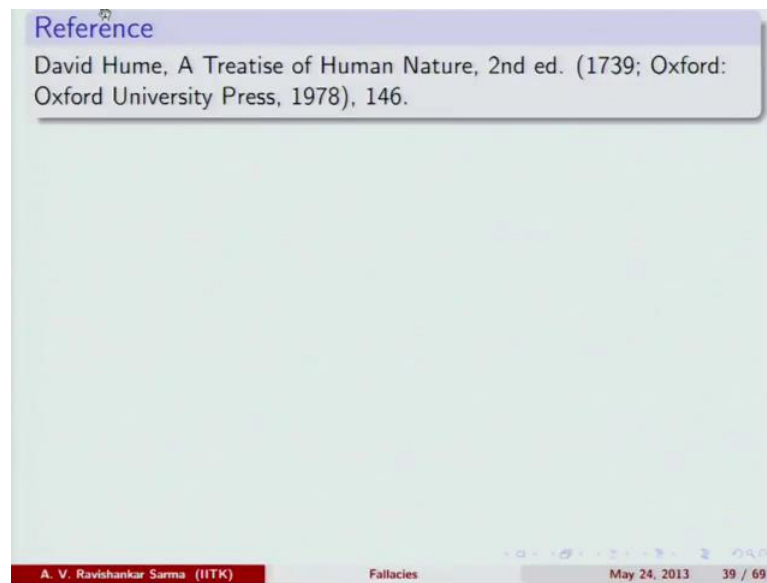 Reference
David Hume, A Treatise of Human Nature, 2nd ed. (1739; Oxford:
Oxford University Press, 1978), 146.
A. V. Ravishankar Sarma (IITK) Fallacies May 24, 2013 39 / 69